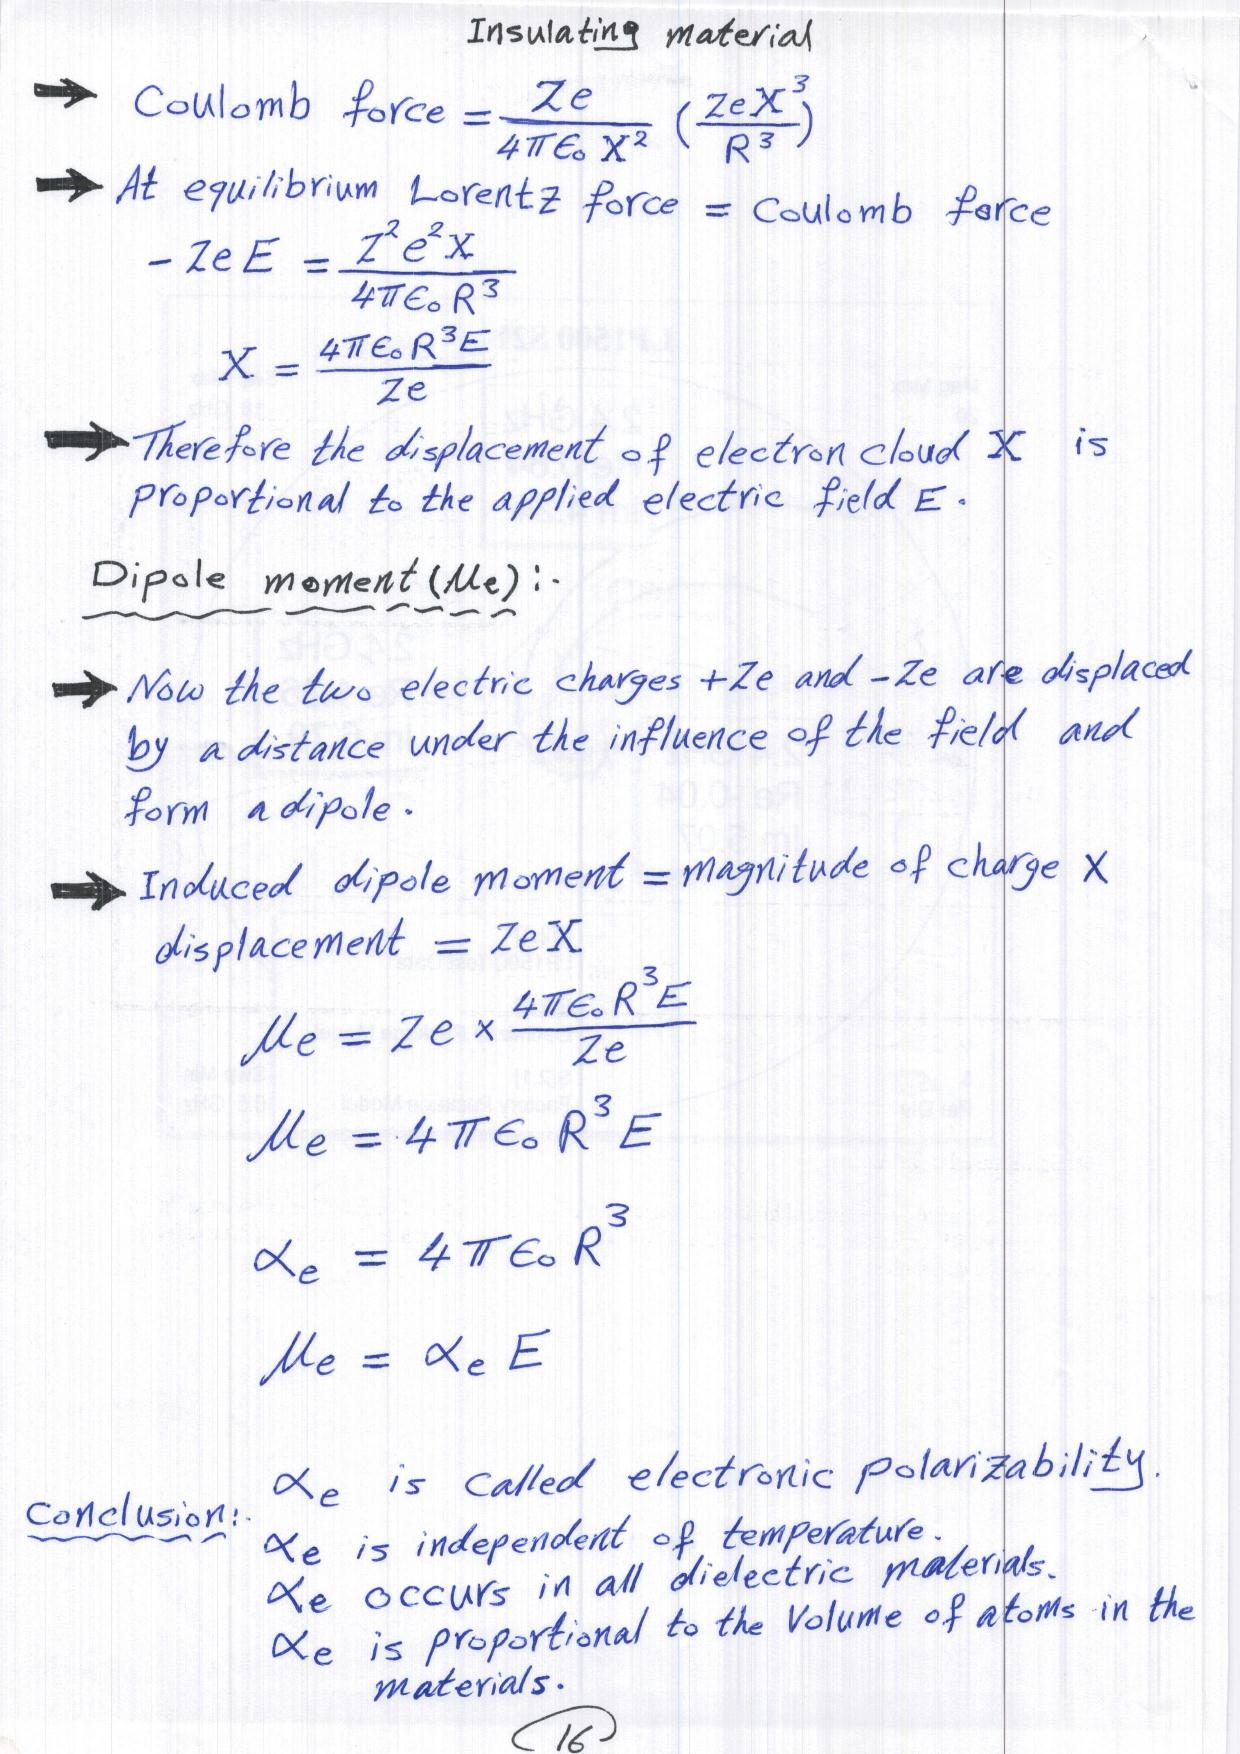 Insulating material
➡ Coulomb force = Ze / 4πϵ₀ X² (ZeX³ / R³)
➡ At equilibrium Lorentz force = Coulomb force
- ZeE = Z²e²X / 4πϵ₀R³
X = 4πϵ₀R³E / Ze
➡ Therefore the displacement of electron cloud X is
proportional to the applied electric field E.
Dipole moment (μe):-
➡ Now the two electric charges +Ze and -Ze are displaced
by a distance under the influence of the field and
form a dipole.
➡ Induced dipole moment = magnitude of charge X
displacement = ZeX
μe = Ze × 4πϵ₀R³E / Ze
μe = 4πϵ₀R³E
αe = 4πϵ₀R³
μe = αe E
αe is called electronic polarizability.
Conclusion:-
αe is independent of temperature.
αe occurs in all dielectric materials.
αe is proportional to the Volume of atoms in the
materials.
16